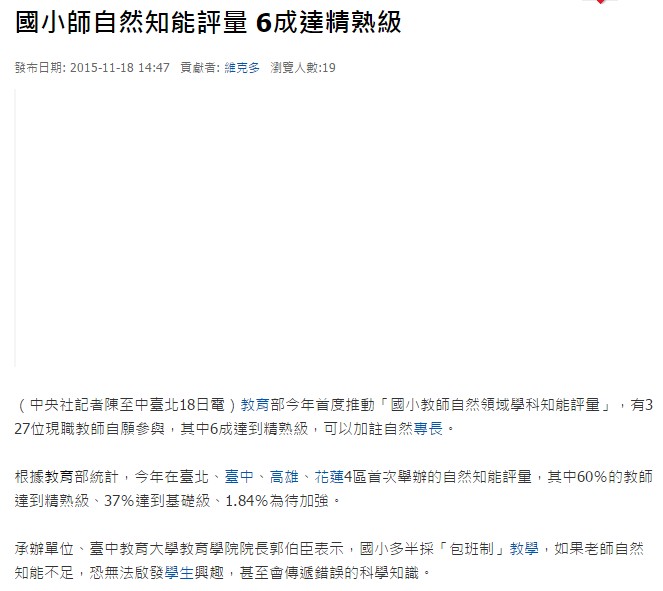 國小師自然知能評量 6成達精熟級
發布日期: 2015-11-18 14:47 貢獻者: 維克多 瀏覽人數:19
（中央社記者陳至中臺北18日電）教育部今年首度推動「國小教師自然領域學科知能評量」，有3
27位現職教師自願參與，其中6成達到精熟級，可以加註自然專長。
根據教育部統計，今年在臺北、臺中、高雄、花蓮4區首次舉辦的自然知能評量，其中60%的教師
達到精熟級、37%達到基礎級、1.84%為待加強。
承辦單位、臺中教育大學教育學院院長郭伯臣表示，國小多半採「包班制」教學，如果老師自然
知能不足，恐無法啟發學生興趣，甚至會傳遞錯誤的科學知識。